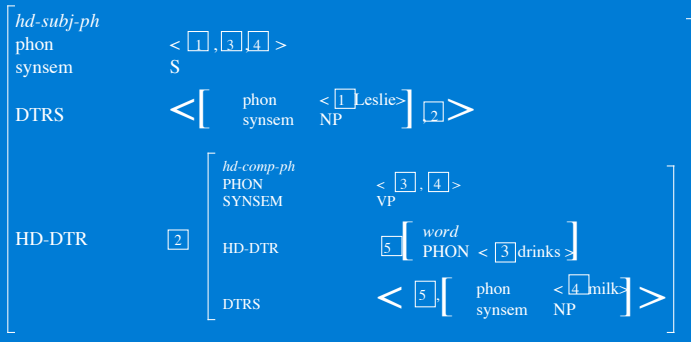 hd-subj-ph
phon < 1 , 3 , 4 >
synsem S
DTRS < [ phon < 1 Leslie>
synsem NP ] , 2 >
hd-comp-ph
PHON < 3 , 4 >
SYNSEM VP
HD-DTR 2
HD-DTR 5 [ word
PHON < 3 drinks > ]
DTRS < 5 , [ phon < 4 milk>
synsem NP ] >